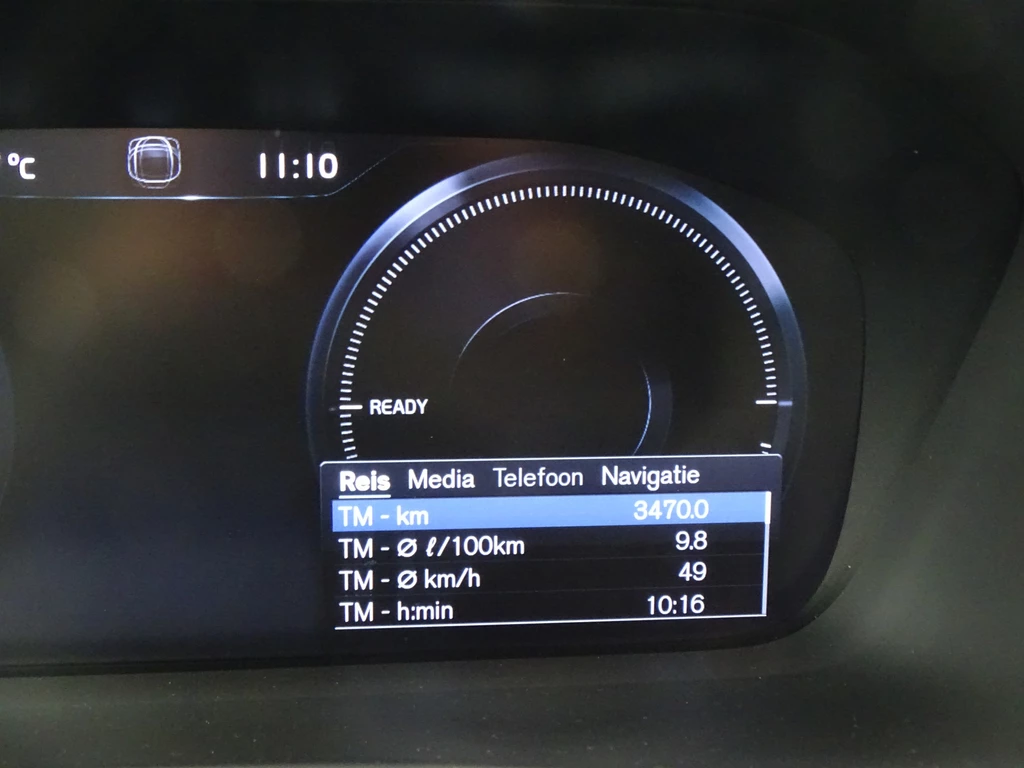 °C 11:10
READY
Reis Media Telefoon Navigatie
TM - km 3470.0
TM - Ø ℓ/100km 9.8
TM - Ø km/h 49
TM - h:min 10:16